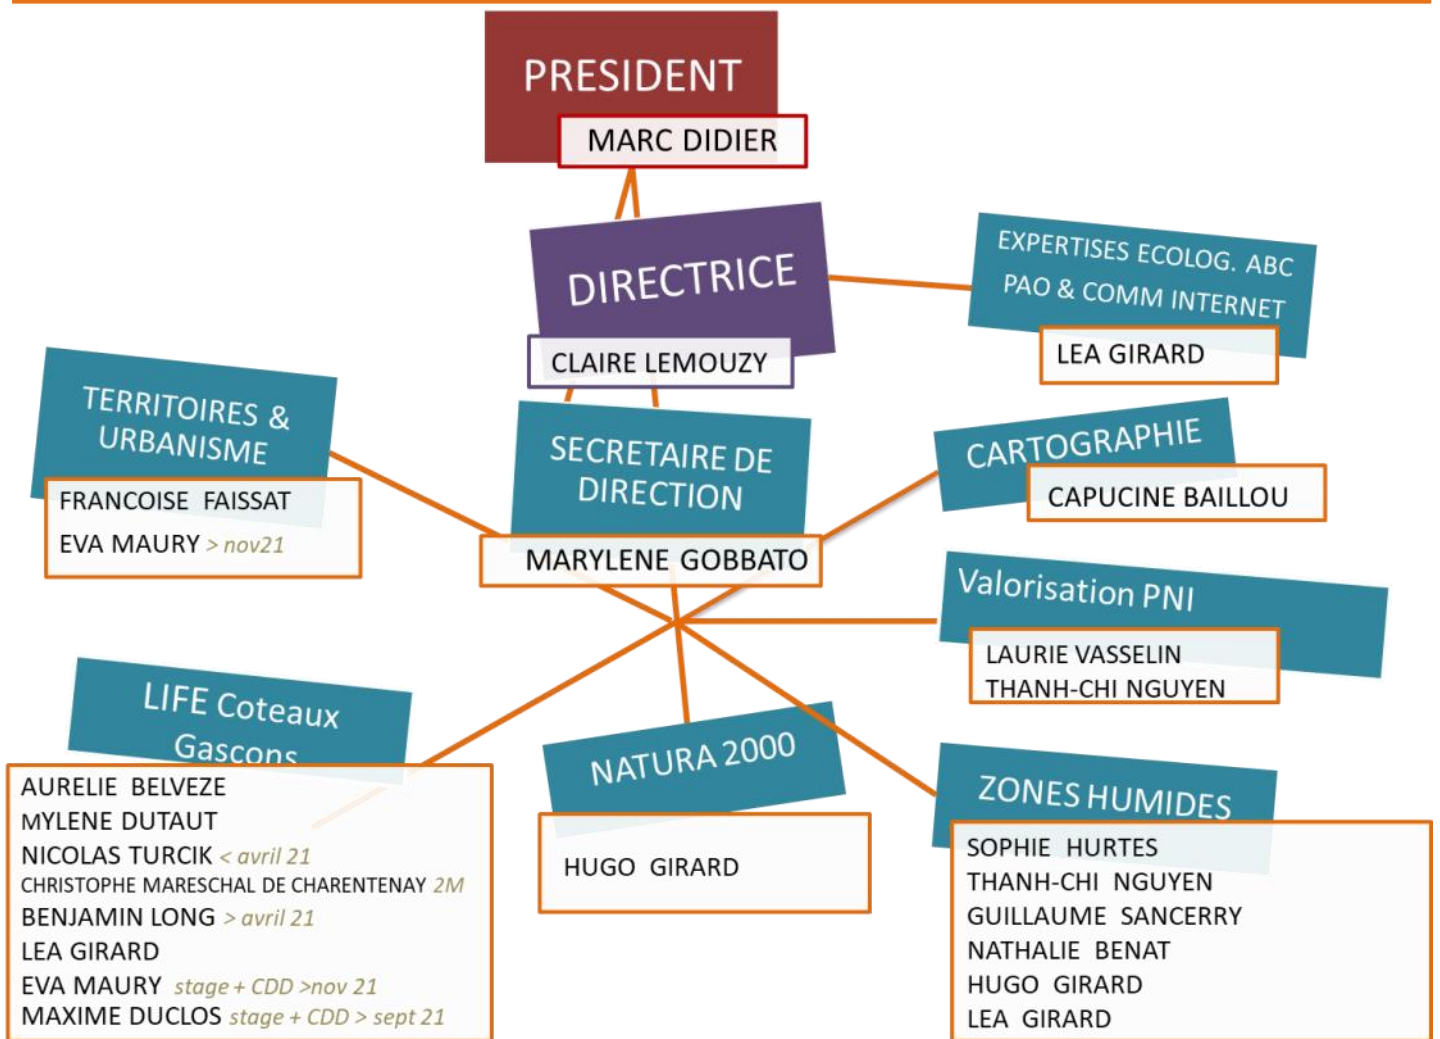 PRESIDENT
MARC DIDIER
DIRECTRICE
CLAIRE LEMOUZY
EXPERTISES ECOLOG. ABC
PAO & COMM INTERNET
LEA GIRARD
TERRITOIRES &
URBANISME
FRANCOISE FAISSAT
EVA MAURY > nov21
SECRETAIRE DE
DIRECTION
MARYLENE GOBBATO
CARTOGRAPHIE
CAPUCINE BAILLOU
Valorisation PNI
LAURIE VASSELIN
THANH-CHI NGUYEN
LIFE Coteaux
Gascons
AURELIE BELVEZE
MYLENE DUTAUT
NICOLAS TURCIK < avril 21
CHRISTOPHE MARESCHAL DE CHARENTENAY 2M
BENJAMIN LONG > avril 21
LEA GIRARD
EVA MAURY stage + CDD >nov 21
MAXIME DUCLOS stage + CDD > sept 21
NATURA 2000
HUGO GIRARD
ZONES HUMIDES
SOPHIE HURTES
THANH-CHI NGUYEN
GUILLAUME SANCERRY
NATHALIE BENAT
HUGO GIRARD
LEA GIRARD